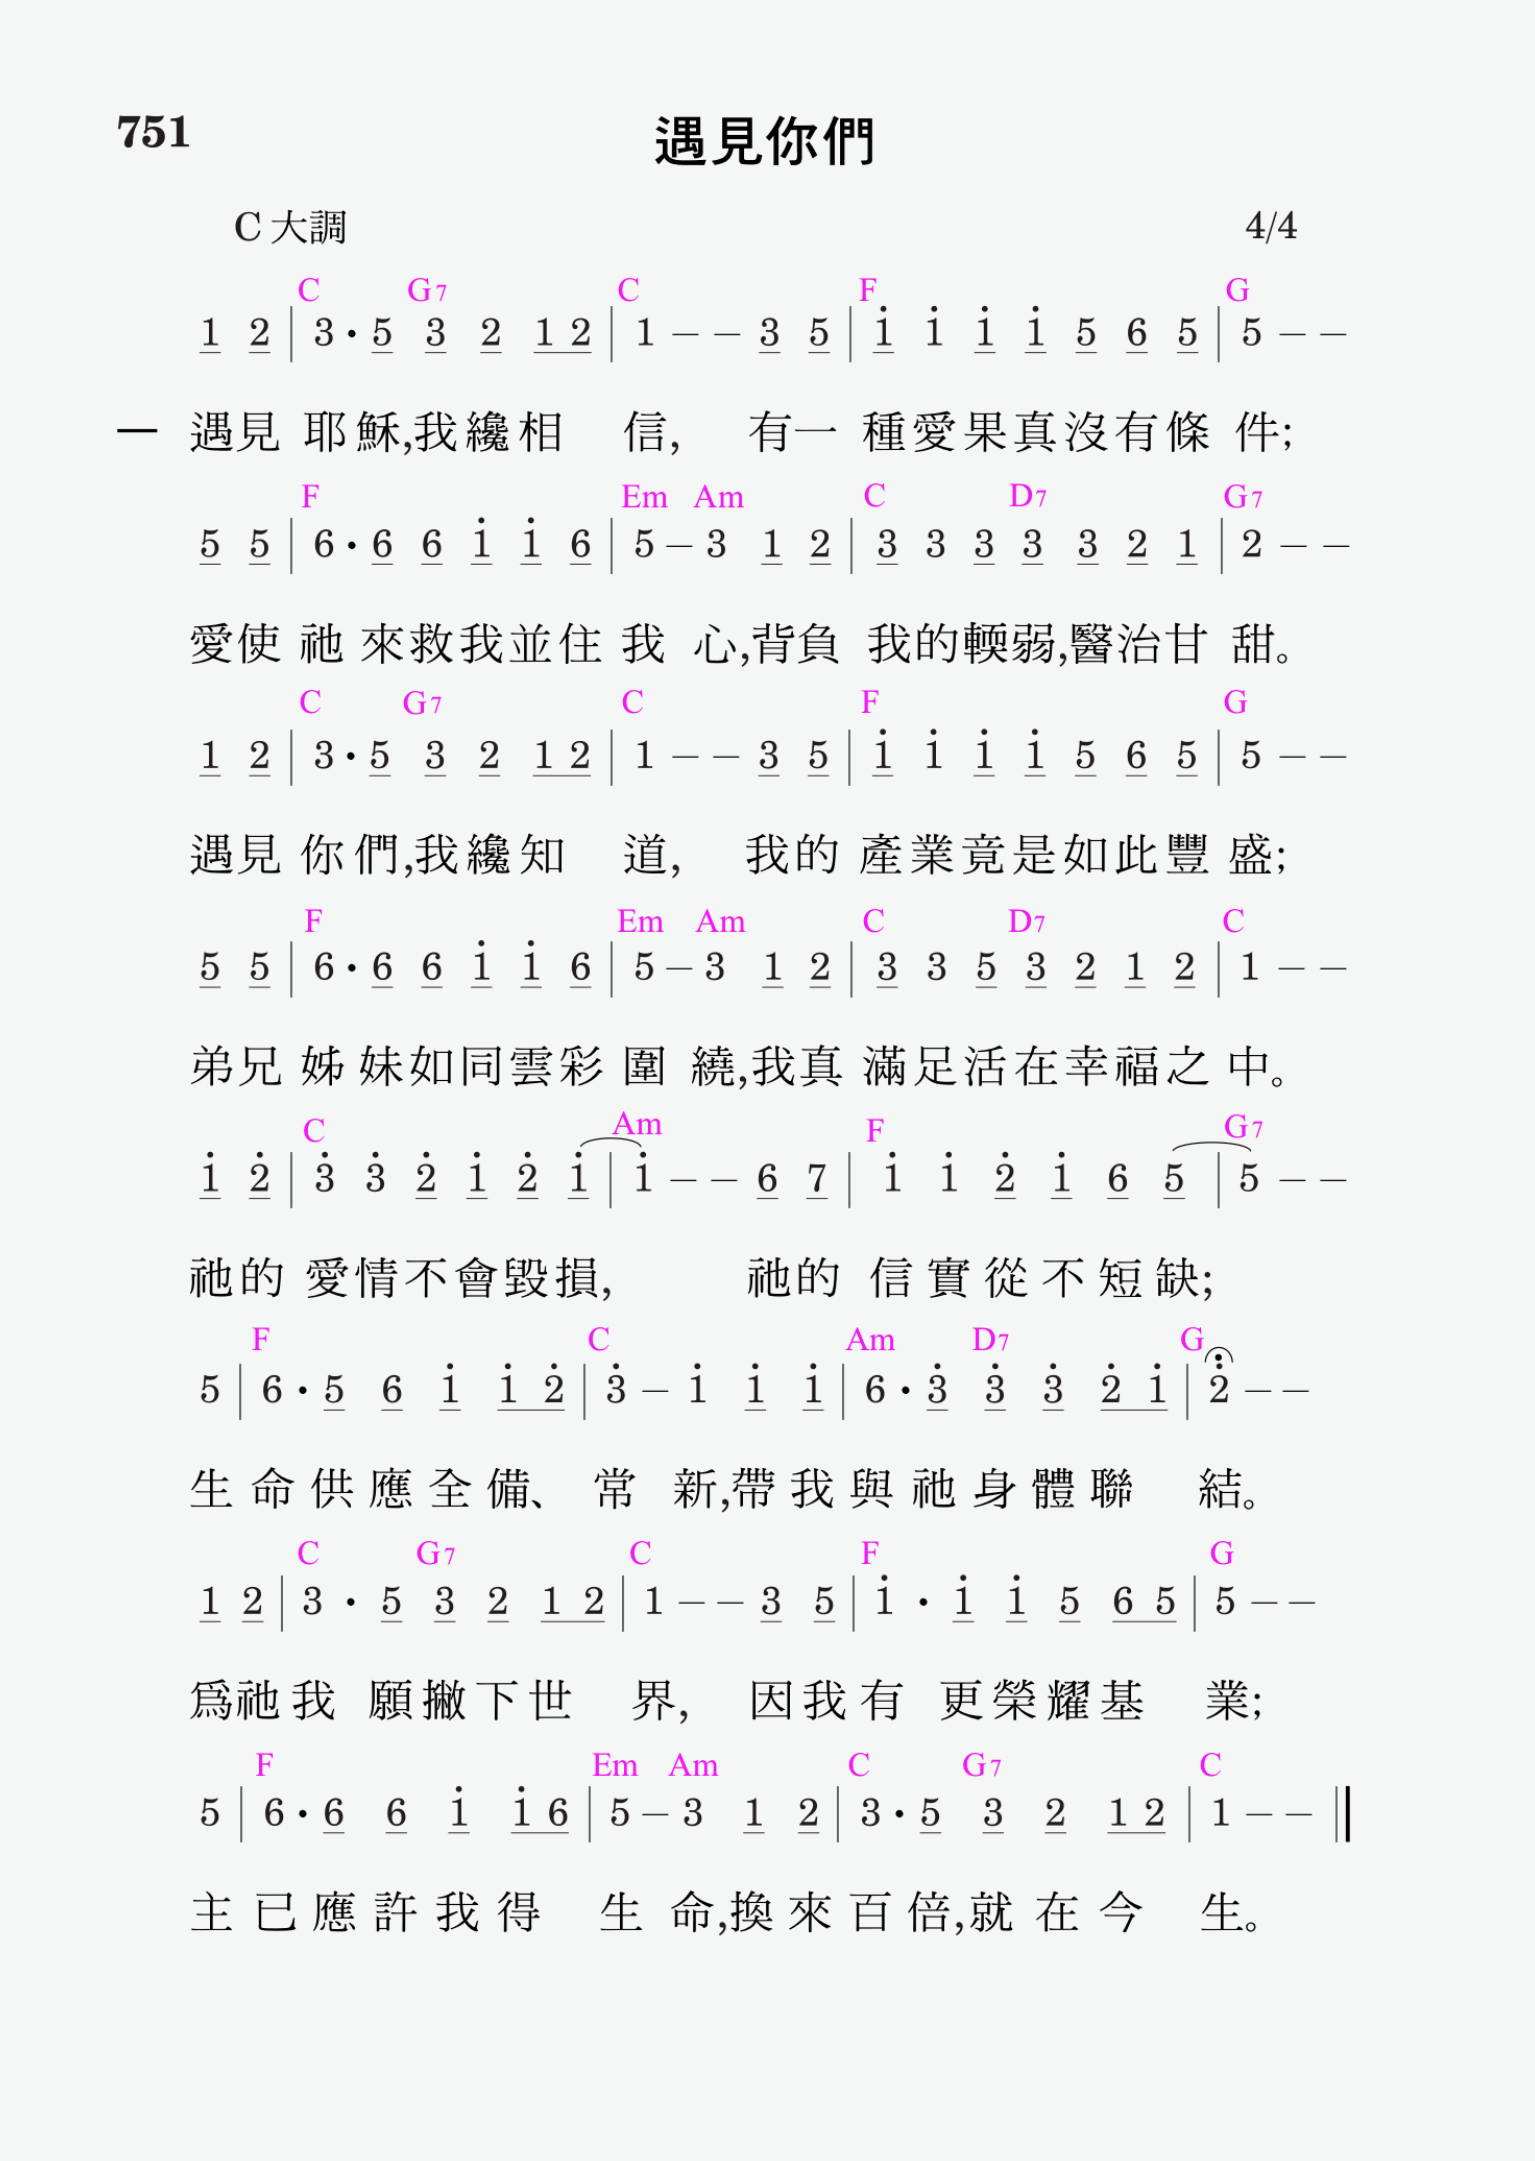 751 遇見你們
C 大調 4/4
C G7 C F G
1 2 | 3 • 5 3 2 1 2 | 1 – – 3 5 | i i i i 5 6 5 | 5 – –
一 遇見 耶穌,我纔相 信, 有一 種愛果真沒有條 件;
F Em Am C D7 G7
5 5 | 6 • 6 6 i i 6 | 5 – 3 1 2 | 3 3 3 3 3 2 1 | 2 – –
愛使 祂 來救我並住 我 心,背負 我的輭弱,醫治甘 甜。
C G7 C F G
1 2 | 3 • 5 3 2 1 2 | 1 – – 3 5 | i i i i 5 6 5 | 5 – –
遇見 你們,我纔知 道, 我的 產業竟是如此豐 盛;
F Em Am C D7 C
5 5 | 6 • 6 6 i i 6 | 5 – 3 1 2 | 3 3 5 3 2 1 2 | 1 – –
弟兄 姊 妹如同雲彩 圍 繞,我真 滿足活在幸福之 中。
C Am F G7
i 2̇ | 3̇ 3̇ 2̇ i 2̇ i | i – – 6 7 | i i 2̇ i 6 5 | 5 – –
祂的 愛情不會毀損, 祂的 信實從不短缺;
F C Am D7 G
5 | 6 • 5 6 i i 2̇ | 3̇ – i i i | 6 • 3̇ 3̇ 3̇ 2̇ i | 2̇ – –
生 命供應全備、 常 新,帶我與祂身體聯 結。
C G7 C F G
1 2 | 3 • 5 3 2 1 2 | 1 – – 3 5 | i • i i 5 6 5 | 5 – –
爲祂我 願撇下世 界, 因我有 更榮耀基 業;
F Em Am C G7 C
5 | 6 • 6 6 i i 6 | 5 – 3 1 2 | 3 • 5 3 2 1 2 | 1 – – ‖
主 已應許我得 生 命,換來百倍,就在今 生。